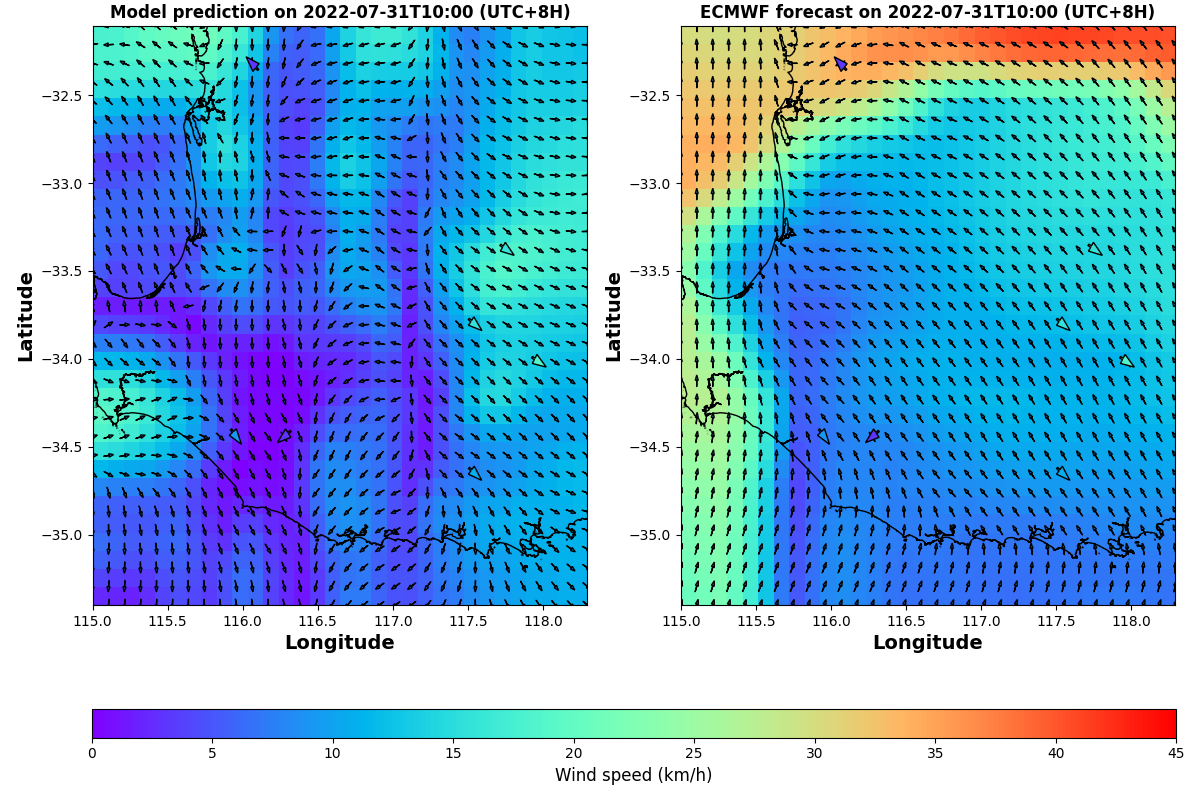 Model prediction on 2022-07-31T10:00 (UTC+8H)
ECMWF forecast on 2022-07-31T10:00 (UTC+8H)
Latitude
−32.5
−33.0
−33.5
−34.0
−34.5
−35.0
115.0 115.5 116.0 116.5 117.0 117.5 118.0
Longitude
Latitude
−32.5
−33.0
−33.5
−34.0
−34.5
−35.0
115.0 115.5 116.0 116.5 117.0 117.5 118.0
Longitude
0 5 10 15 20 25 30 35 40 45
Wind speed (km/h)